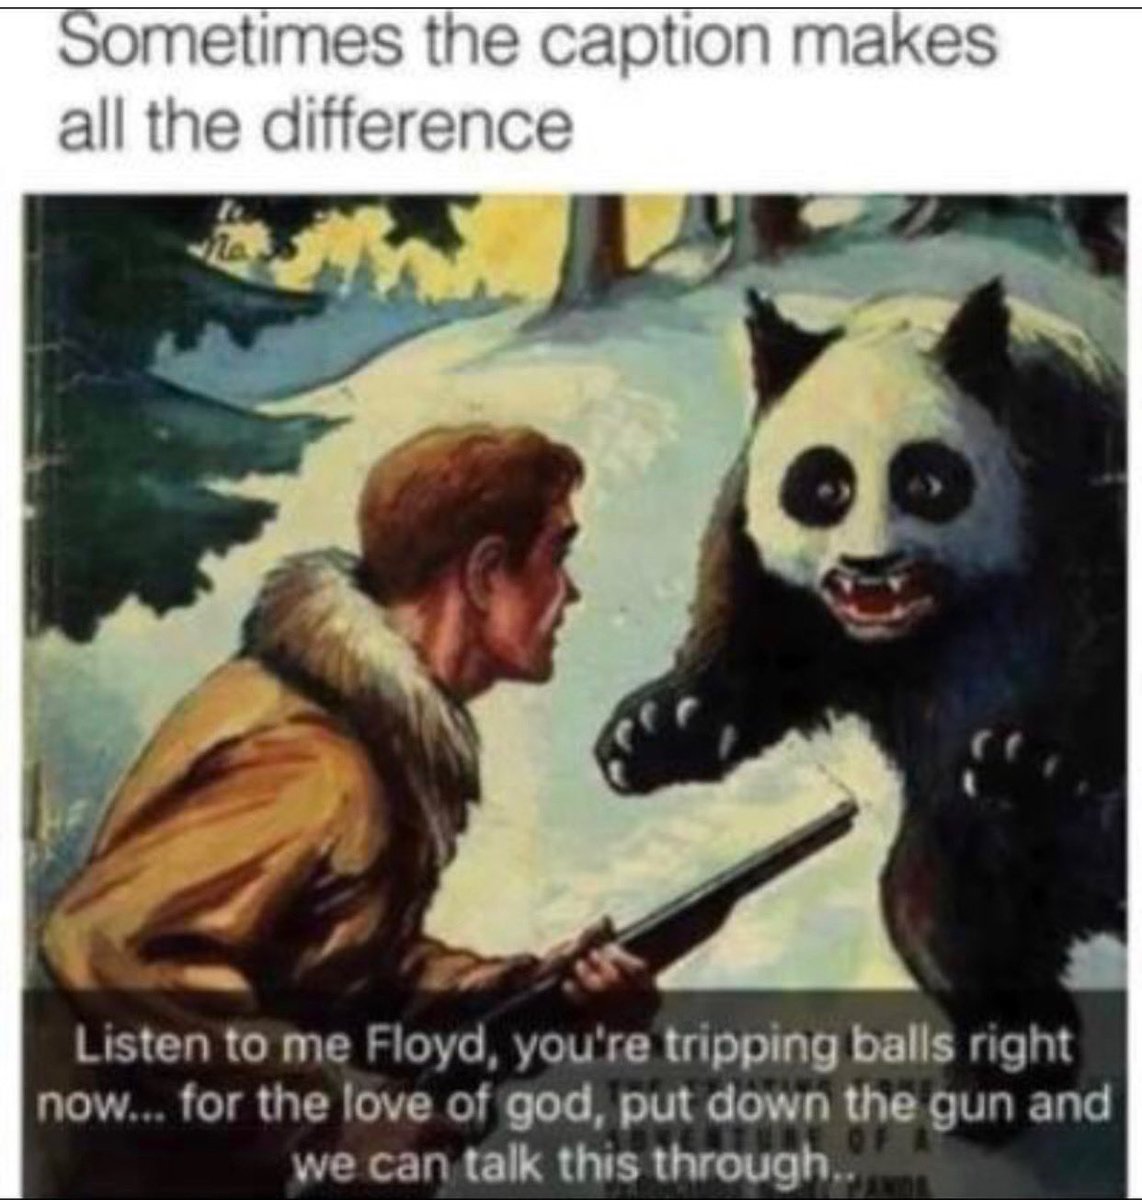 Sometimes the caption makes
all the difference
Listen to me Floyd, you're tripping balls right
now... for the love of god, put down the gun and
we can talk this through..